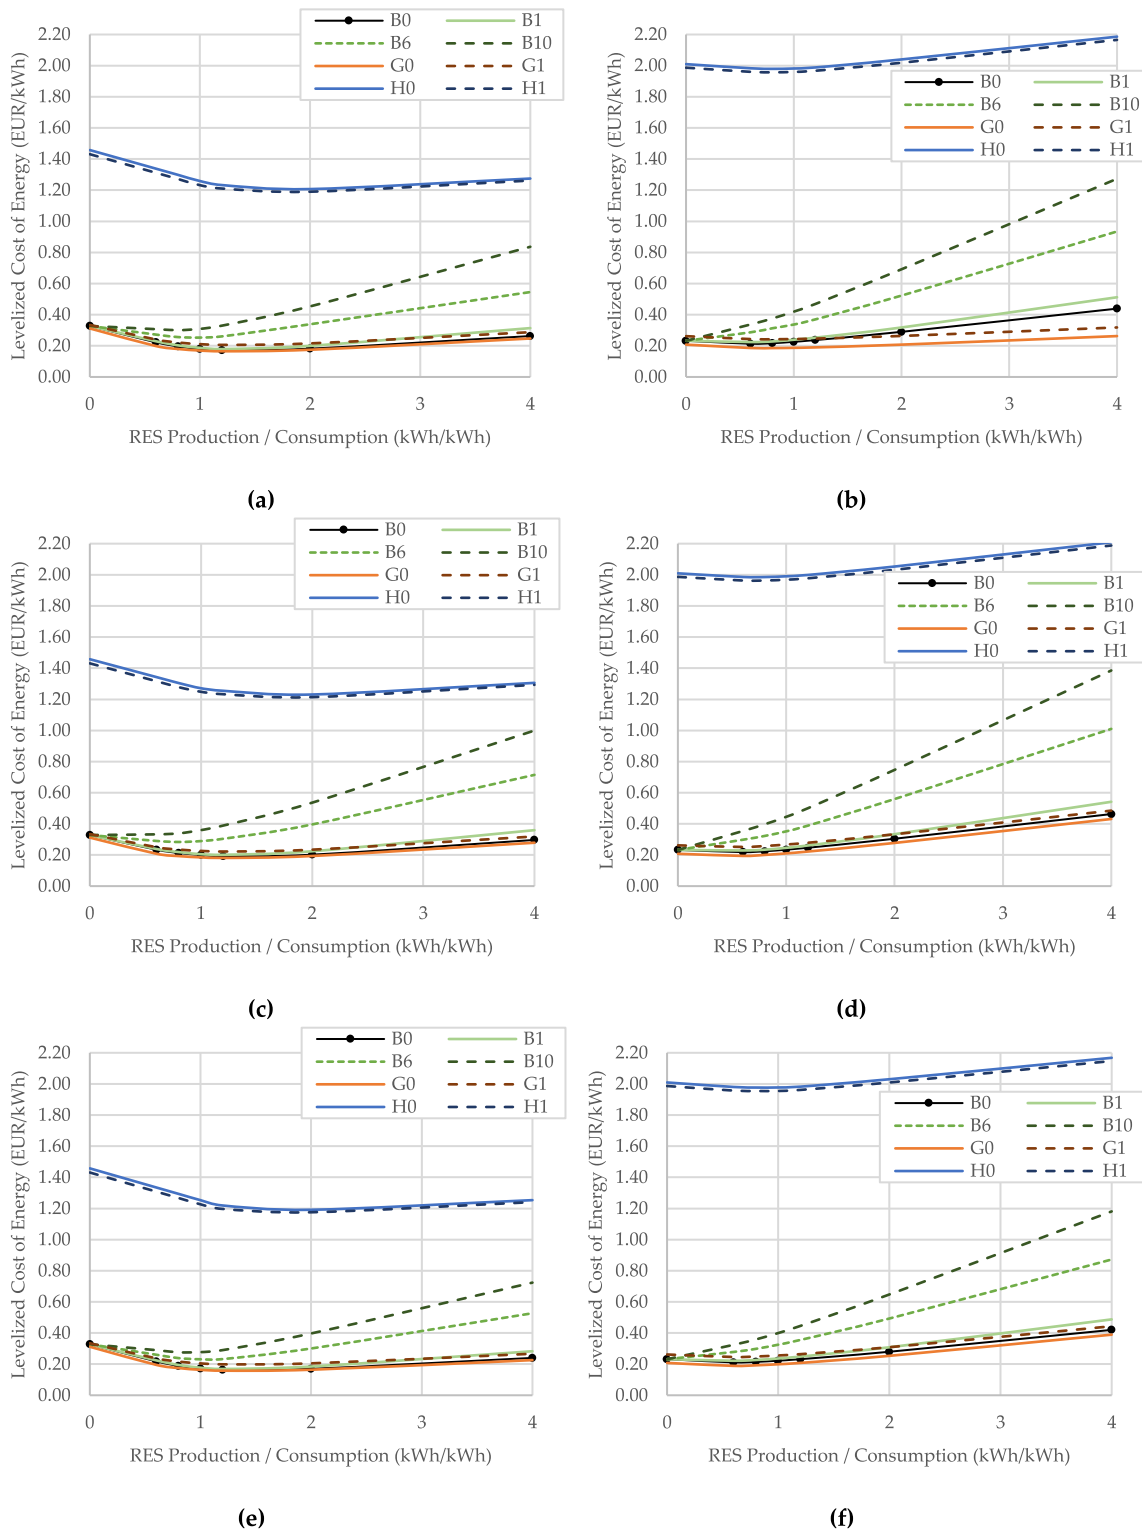 B0 B1
B6 B10
G0 G1
H0 H1
Levelized Cost of Energy (EUR/kWh)
2.20
2.00
1.80
1.60
1.40
1.20
1.00
0.80
0.60
0.40
0.20
0.00
0 1 2 3 4
RES Production / Consumption (kWh/kWh)
(a)
B0 B1
B6 B10
G0 G1
H0 H1
Levelized Cost of Energy (EUR/kWh)
2.20
2.00
1.80
1.60
1.40
1.20
1.00
0.80
0.60
0.40
0.20
0.00
0 1 2 3 4
RES Production / Consumption (kWh/kWh)
(b)
B0 B1
B6 B10
G0 G1
H0 H1
Levelized Cost of Energy (EUR/kWh)
2.20
2.00
1.80
1.60
1.40
1.20
1.00
0.80
0.60
0.40
0.20
0.00
0 1 2 3 4
RES Production / Consumption (kWh/kWh)
(c)
B0 B1
B6 B10
G0 G1
H0 H1
Levelized Cost of Energy (EUR/kWh)
2.20
2.00
1.80
1.60
1.40
1.20
1.00
0.80
0.60
0.40
0.20
0.00
0 1 2 3 4
RES Production / Consumption (kWh/kWh)
(d)
B0 B1
B6 B10
G0 G1
H0 H1
Levelized Cost of Energy (EUR/kWh)
2.20
2.00
1.80
1.60
1.40
1.20
1.00
0.80
0.60
0.40
0.20
0.00
0 1 2 3 4
RES Production / Consumption (kWh/kWh)
(e)
B0 B1
B6 B10
G0 G1
H0 H1
Levelized Cost of Energy (EUR/kWh)
2.20
2.00
1.80
1.60
1.40
1.20
1.00
0.80
0.60
0.40
0.20
0.00
0 1 2 3 4
RES Production / Consumption (kWh/kWh)
(f)